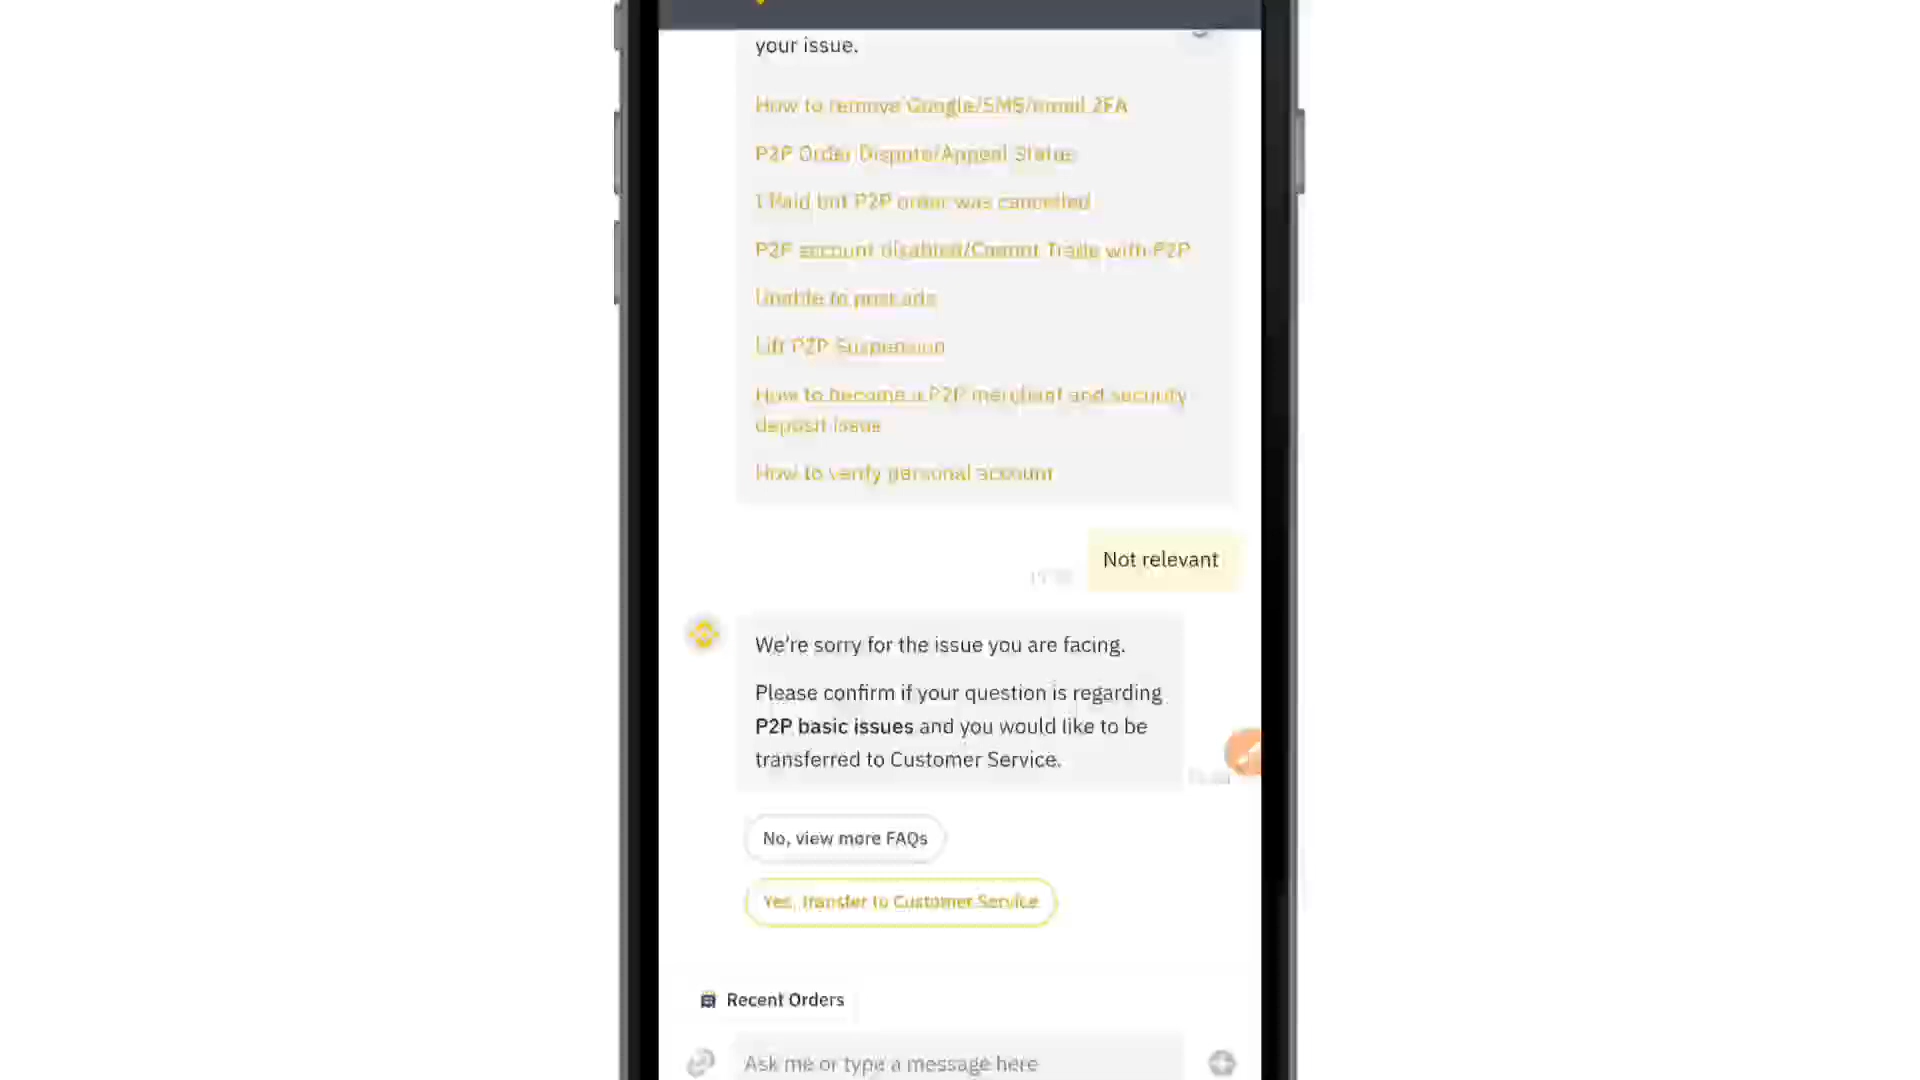 your issue.
How to remove Google/SMS/email 2FA
P2P Order Dispute/Appeal Status
I Paid but P2P order was cancelled
P2P account disabled/Cannot Trade with P2P
Unable to post ads
Lift P2P Suspension
How to become a P2P merchant and security
deposit issue
How to verify personal account
Not relevant
We're sorry for the issue you are facing.
Please confirm if your question is regarding
P2P basic issues and you would like to be
transferred to Customer Service.
No, view more FAQs
Yes, transfer to Customer Service
Recent Orders
Ask me or type a message here